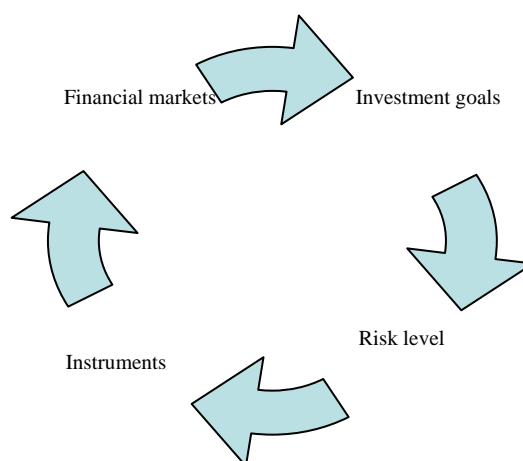 Financial markets
Investment goals
Risk level
Instruments